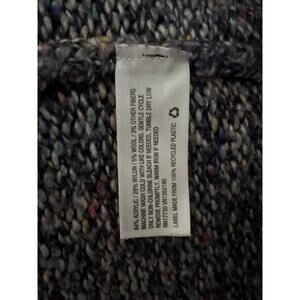 64% ACRYLIC / 28% NYLON / 5% WOOL / 3% OTHER FIBERS
MACHINE WASH COLD WITH LIKE COLORS, GENTLE CYCLE
ONLY NON-CHLORINE BLEACH IF NEEDED, TUMBLE DRY LOW
REMOVE PROMPTLY, WARM IRON IF NEEDED
RN17730 VN1262180
LABEL MADE FROM 100% RECYCLED PLASTIC